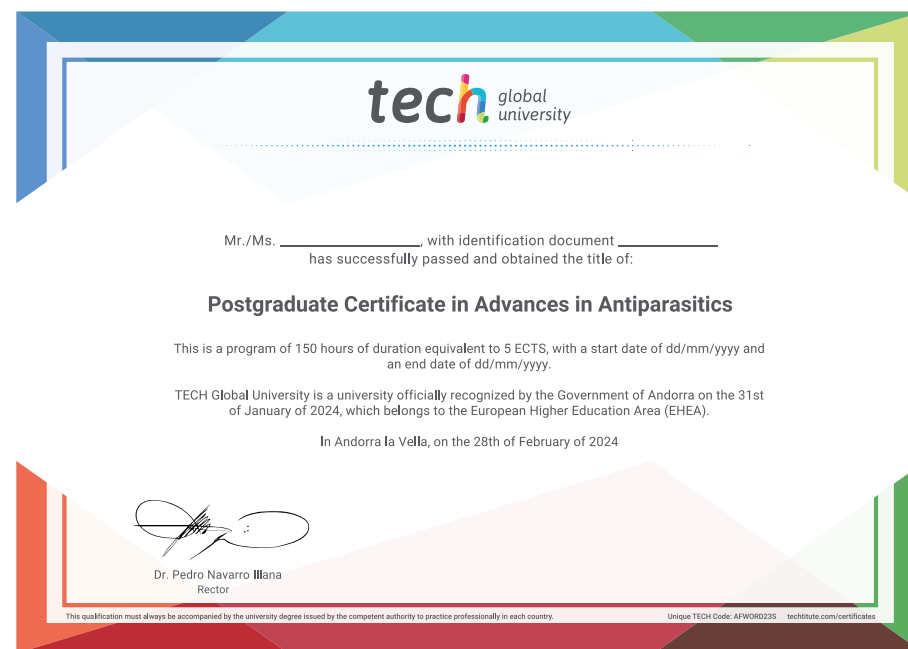 tech global university
Mr./Ms. ____________, with identification document ____________
has successfully passed and obtained the title of:
Postgraduate Certificate in Advances in Antiparasitics
This is a program of 150 hours of duration equivalent to 5 ECTS, with a start date of dd/mm/yyyy and
an end date of dd/mm/yyyy.
TECH Global University is a university officially recognized by the Government of Andorra on the 31st
of January of 2024, which belongs to the European Higher Education Area (EHEA).
In Andorra la Vella, on the 28th of February of 2024
Dr. Pedro Navarro Illana
Rector
This qualification must always be accompanied by the university degree issued by the competent authority to practice professionally in each country.
Unique TECH Code: AFWORD23S techtitute.com/certificates